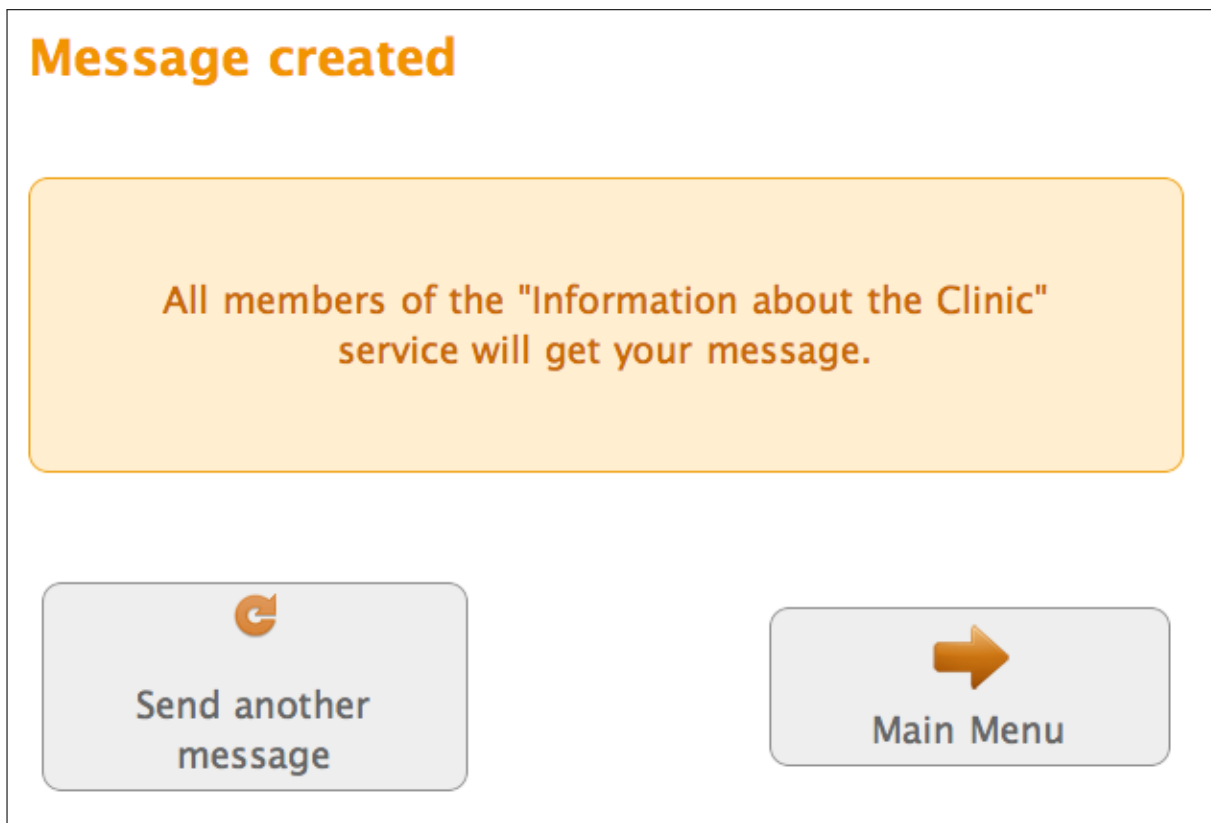 Message created
All members of the "Information about the Clinic"
service will get your message.
Send another
message
Main Menu